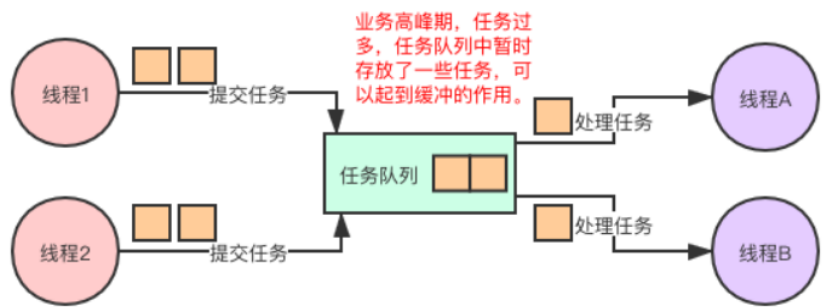 业务高峰期，任务过
多，任务队列中暂时
存放了一些任务，可
以起到缓冲的作用。
线程1
提交任务
处理任务
线程A
任务队列
线程2
提交任务
处理任务
线程B